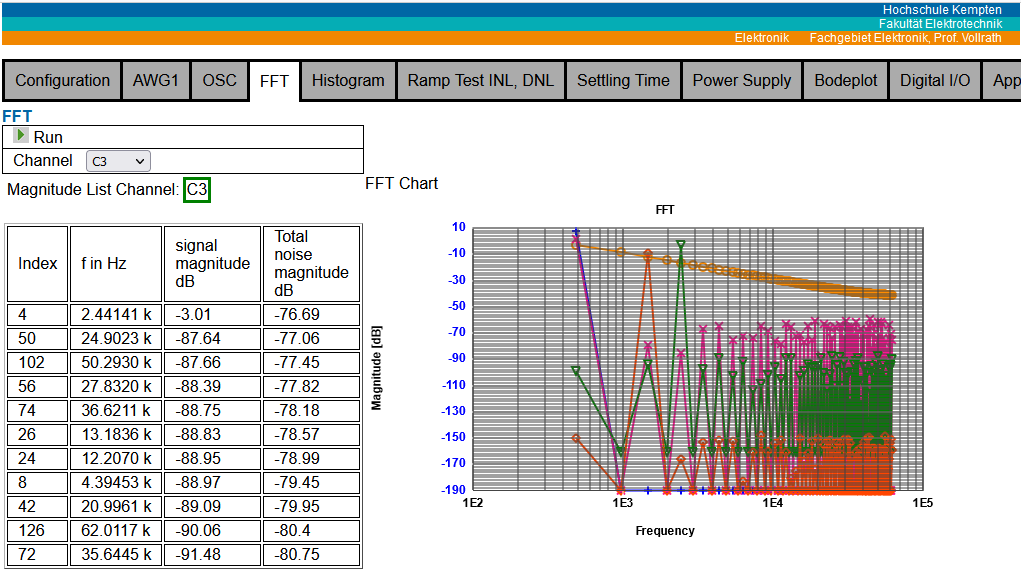 Hochschule Kempten
Fakultät Elektrotechnik
Elektronik Fachgebiet Elektronik, Prof. Vollrath
Configuration AWG1 OSC FFT Histogram Ramp Test INL, DNL Settling Time Power Supply Bodeplot Digital I/O App
FFT
Run
Channel C3
Magnitude List Channel: C3
Index f in Hz signal magnitude dB Total noise magnitude dB
4 2.44141 k -3.01 -76.69
50 24.9023 k -87.64 -77.06
102 50.2930 k -87.66 -77.45
56 27.8320 k -88.39 -77.82
74 36.6211 k -88.75 -78.18
26 13.1836 k -88.83 -78.57
24 12.2070 k -88.95 -78.99
8 4.39453 k -88.97 -79.45
42 20.9961 k -89.09 -79.95
126 62.0117 k -90.06 -80.4
72 35.6445 k -91.48 -80.75
FFT Chart
FFT
10
-10
-30
-50
-70
-90
-110
-130
-150
-170
-190
Magnitude [dB]
1E2 1E3 1E4 1E5
Frequency